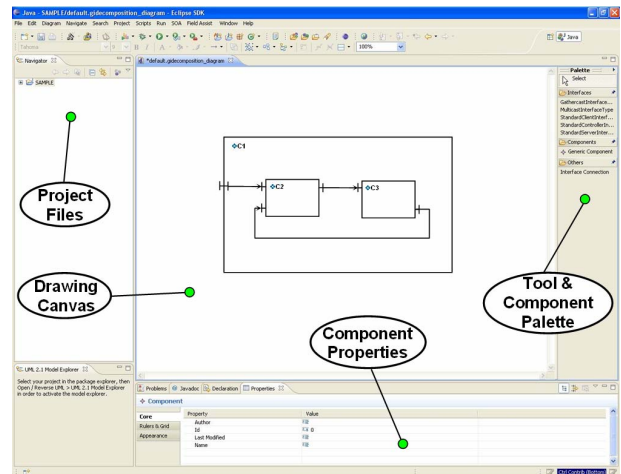 Java - SAMPLE/default.gidecomposition_diagram - Eclipse SDK
File Edit Diagram Navigate Search Project Scripts Run SOA Field Assist Window Help
Tahoma
100%
Java
Navigator
SAMPLE
*default.gidecomposition_diagram
Palette
Select
Interfaces
GathercastInterface...
MulticastInterfaceType
StandardClientInterf...
StandardControllerIn...
StandardServerInter...
Components
Generic Component
Others
Interface Connection
C1
C2
C3
Project
Files
Drawing
Canvas
Tool &
Component
Palette
Component
Properties
UML 2.1 Model Explorer
Select your project in the package explorer, then
Open / Reverse UML > UML 2.1 Model Explorer
in order to activate the model explorer.
Problems Javadoc Declaration Properties
Component
Core
Rulers & Grid
Appearance
Property Value
Author
Id 0
Last Modified
Name
Ctrl Contrib (Bottom)